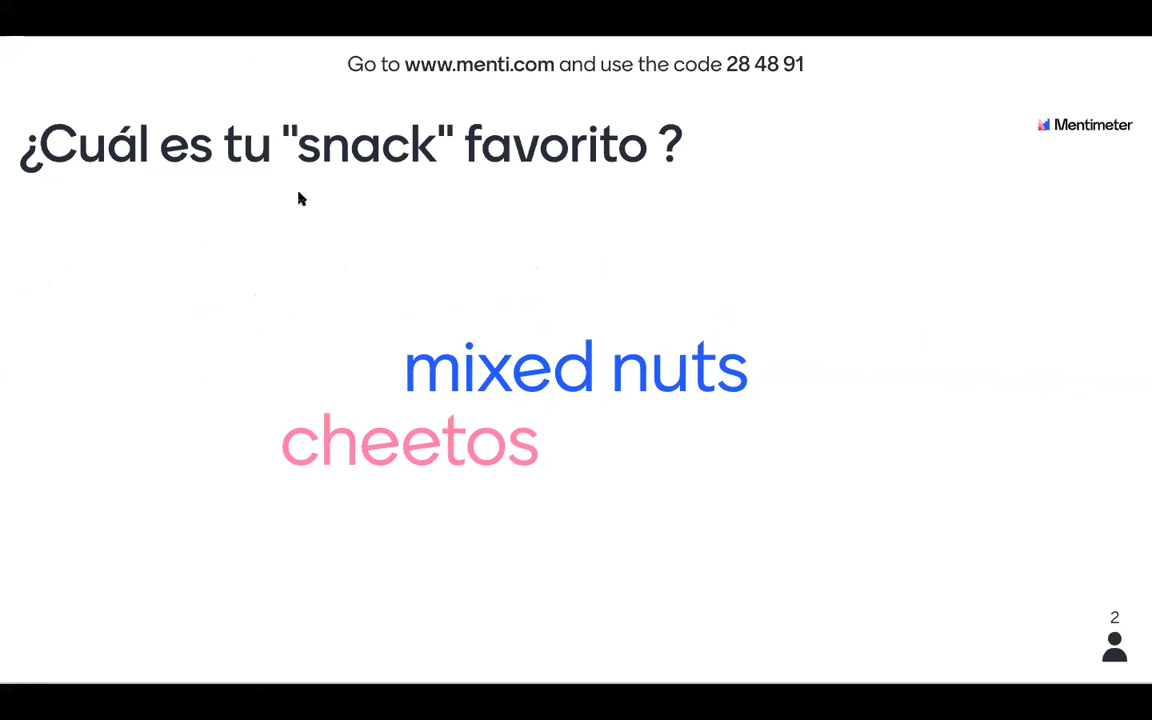 Go to www.menti.com and use the code 28 48 91
¿Cuál es tu "snack" favorito ?
Mentimeter
mixed nuts
cheetos
2